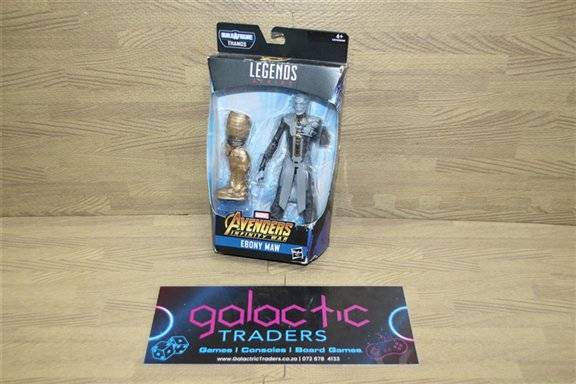 BUILD A FIGURE
THANOS
4+
LEGENDS
SERIES
MARVEL
AVENGERS
INFINITY WAR
EBONY MAW
Hasbro
galactic
TRADERS
Games | Consoles | Board Games
www.GalacticTraders.co.za | 072 678 4133